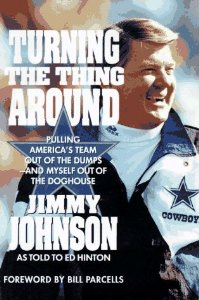 TURNING
THE THING
AROUND
PULLING
AMERICA'S TEAM
OUT OF THE DUMPS
—AND MYSELF OUT OF
THE DOGHOUSE
JIMMY
JOHNSON
AS TOLD TO ED HINTON
COWBOYS
FOREWORD BY BILL PARCELLS